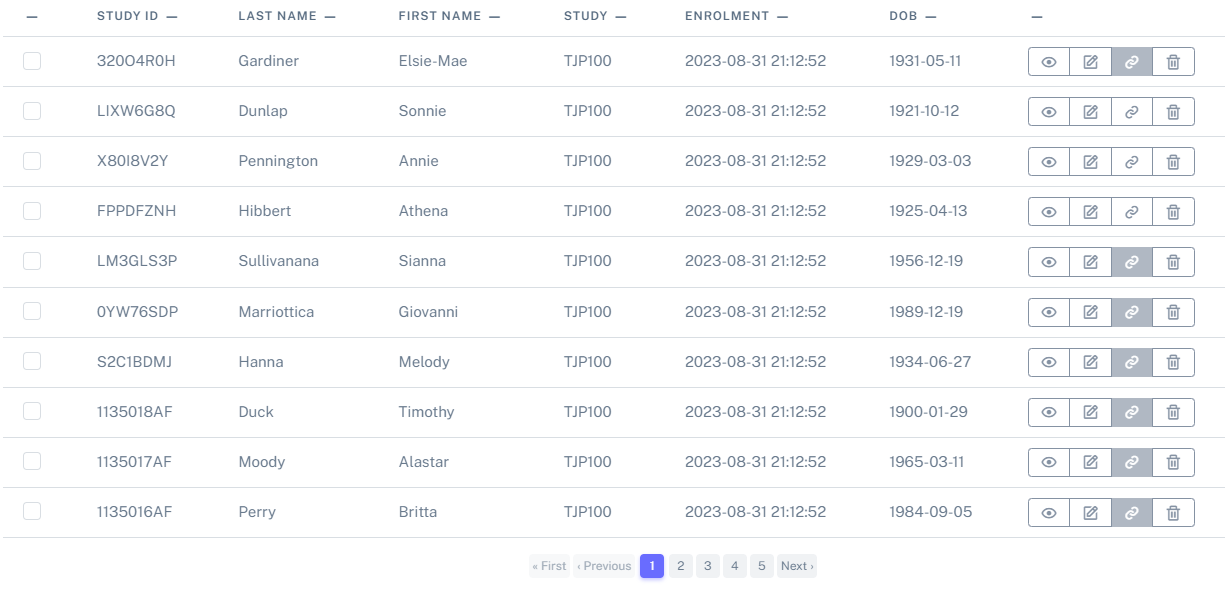 — STUDY ID — LAST NAME — FIRST NAME — STUDY — ENROLMENT — DOB — —
320O4R0H Gardiner Elsie-Mae TJP100 2023-08-31 21:12:52 1931-05-11
LIXW6G8Q Dunlap Sonnie TJP100 2023-08-31 21:12:52 1921-10-12
X80I8V2Y Pennington Annie TJP100 2023-08-31 21:12:52 1929-03-03
FPPDFZNH Hibbert Athena TJP100 2023-08-31 21:12:52 1925-04-13
LM3GLS3P Sullivanana Sianna TJP100 2023-08-31 21:12:52 1956-12-19
0YW76SDP Marriottica Giovanni TJP100 2023-08-31 21:12:52 1989-12-19
S2C1BDMJ Hanna Melody TJP100 2023-08-31 21:12:52 1934-06-27
1135018AF Duck Timothy TJP100 2023-08-31 21:12:52 1900-01-29
1135017AF Moody Alastar TJP100 2023-08-31 21:12:52 1965-03-11
1135016AF Perry Britta TJP100 2023-08-31 21:12:52 1984-09-05
« First ‹ Previous 1 2 3 4 5 Next ›